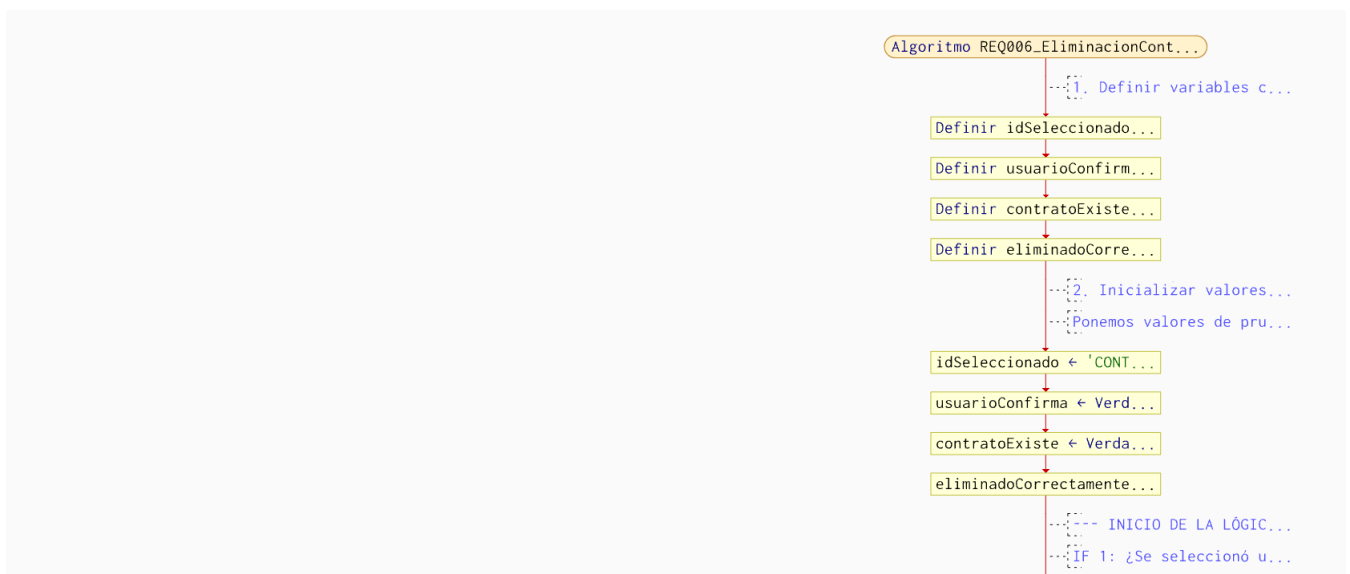 Algoritmo REQ006_EliminacionCont...
1. Definir variables c...
Definir idSeleccionado...
Definir usuarioConfirm...
Definir contratoExiste...
Definir eliminadoCorre...
2. Inicializar valores...
Ponemos valores de pru...
idSeleccionado ← 'CONT...
usuarioConfirma ← Verd...
contratoExiste ← Verda...
eliminadoCorrectamente...
--- INICIO DE LA LÓGIC...
IF 1: ¿Se seleccionó u...